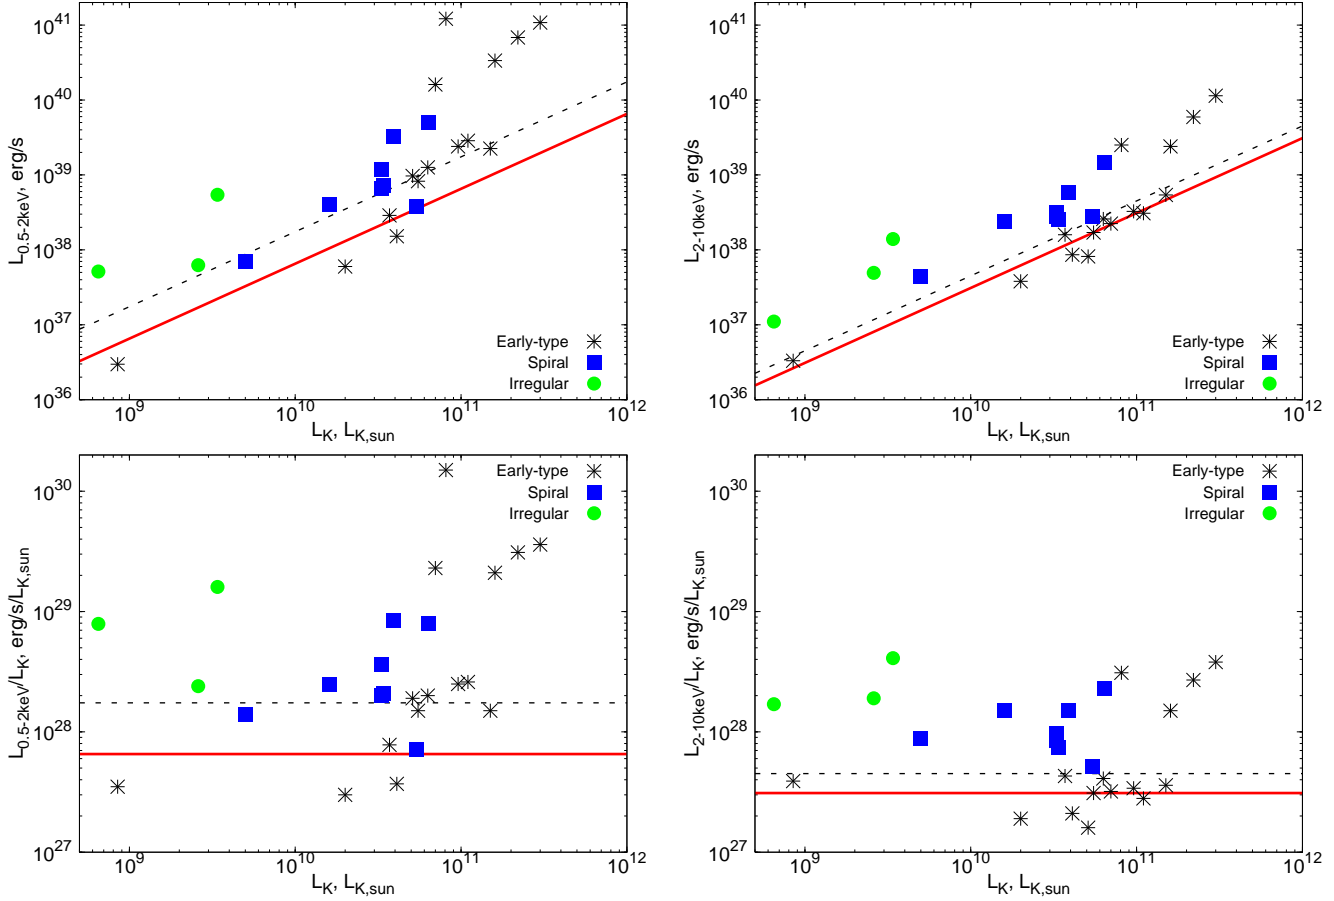 10^41
10^40
10^39
10^38
10^37
10^36
L_0.5-2keV, erg/s
Early-type
Spiral
Irregular
10^9
10^10
10^11
10^12
L_K, L_K,sun
10^41
10^40
10^39
10^38
10^37
10^36
L_2-10keV, erg/s
Early-type
Spiral
Irregular
10^9
10^10
10^11
10^12
L_K, L_K,sun
10^30
10^29
10^28
10^27
L_0.5-2keV/L_K, erg/s/L_K,sun
Early-type
Spiral
Irregular
10^9
10^10
10^11
10^12
L_K, L_K,sun
10^30
10^29
10^28
10^27
L_2-10keV/L_K, erg/s/L_K,sun
Early-type
Spiral
Irregular
10^9
10^10
10^11
10^12
L_K, L_K,sun